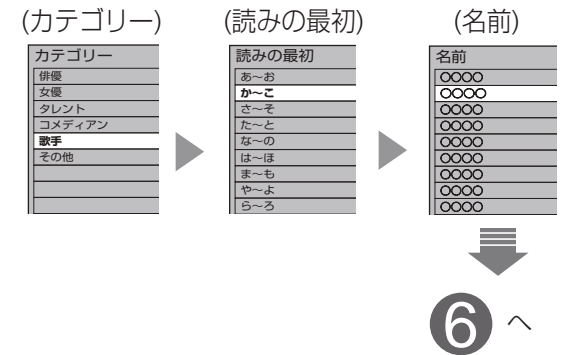 (カテゴリー)
カテゴリー
俳優
女優
タレント
コメディアン
歌手
その他
(読みの最初)
読みの最初
あ～お
か～こ
さ～そ
た～と
な～の
は～ほ
ま～も
や～よ
ら～ろ
(名前)
名前
○○○○
○○○○
○○○○
○○○○
○○○○
○○○○
○○○○
○○○○
○○○○
6 へ